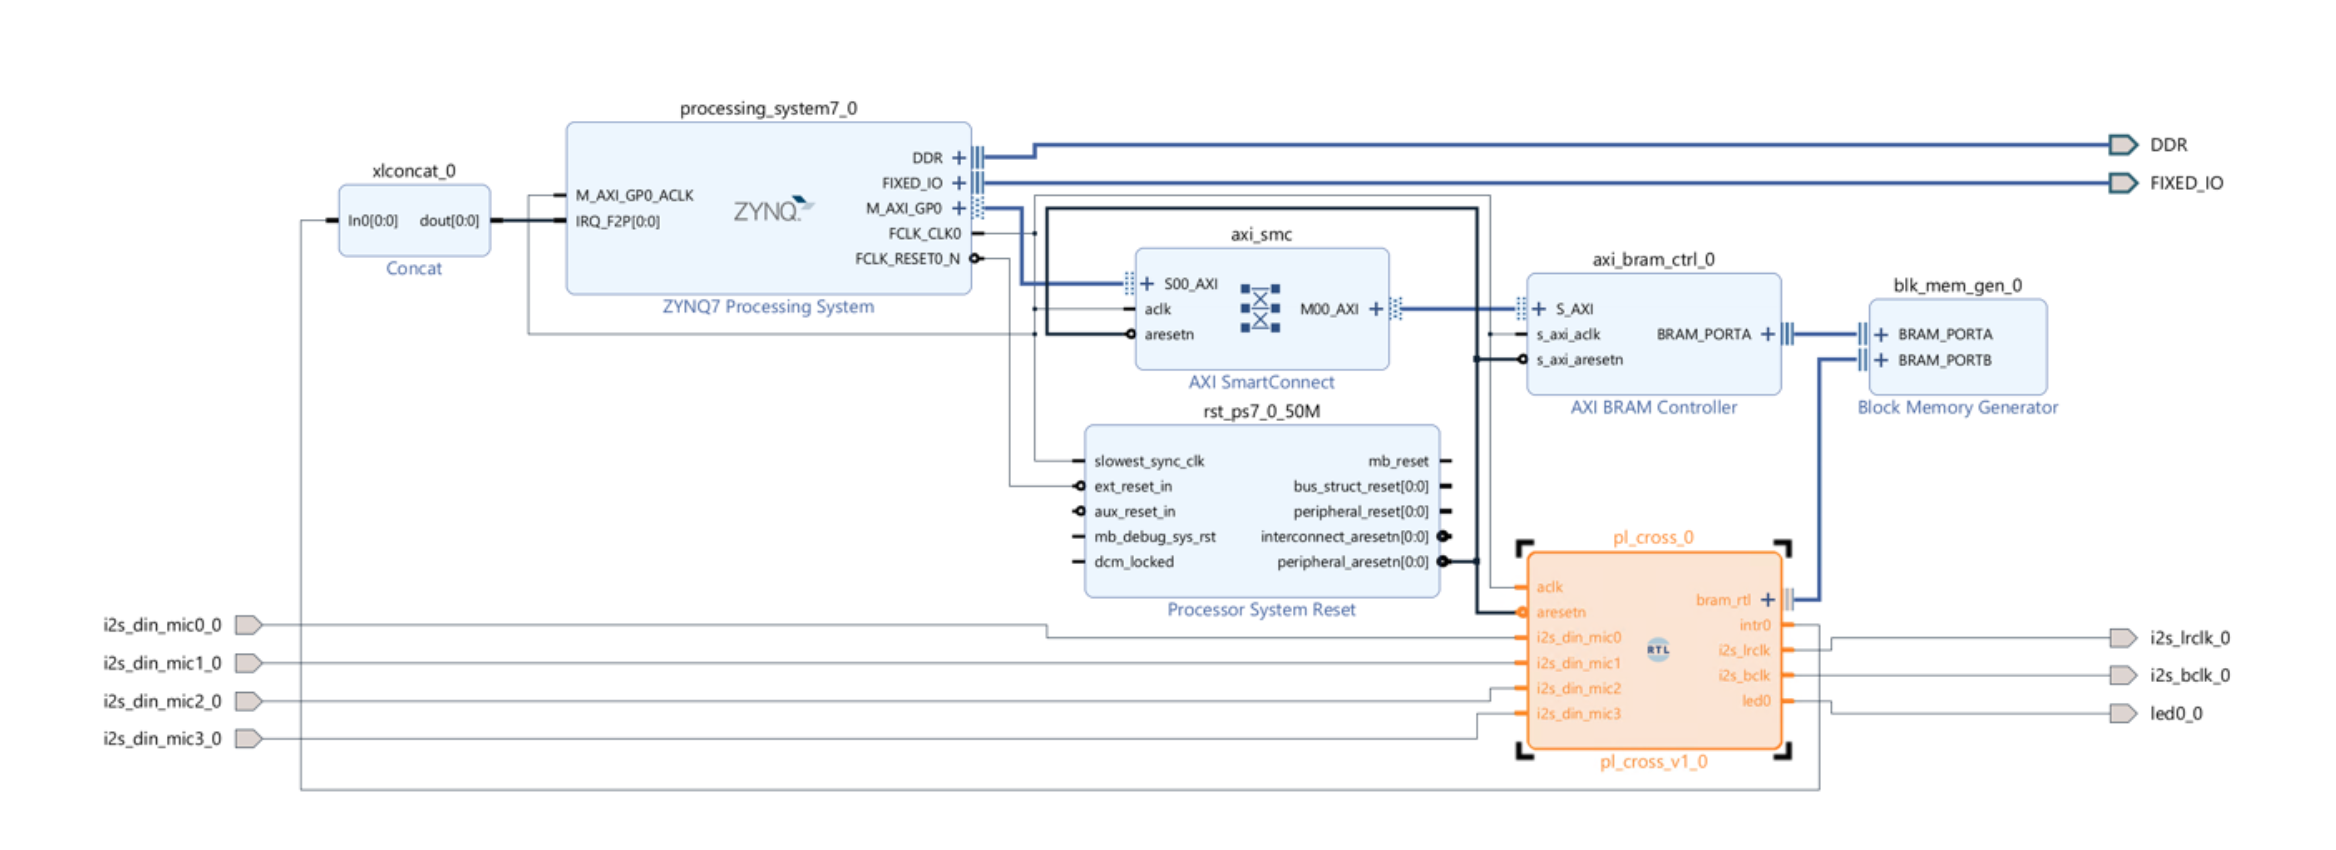 processing_system7_0
DDR
FIXED_IO
M_AXI_GP0
FCLK_CLK0
FCLK_RESET0_N
M_AXI_GP0_ACLK
IRQ_F2P[0:0]
ZYNQ
ZYNQ7 Processing System
xlconcat_0
In0[0:0]
dout[0:0]
Concat
DDR
FIXED_IO
axi_smc
S00_AXI
aclk
aresetn
M00_AXI
AXI SmartConnect
axi_bram_ctrl_0
S_AXI
s_axi_aclk
s_axi_aresetn
BRAM_PORTA
AXI BRAM Controller
blk_mem_gen_0
BRAM_PORTA
BRAM_PORTB
Block Memory Generator
rst_ps7_0_50M
slowest_sync_clk
ext_reset_in
aux_reset_in
mb_debug_sys_rst
dcm_locked
mb_reset
bus_struct_reset[0:0]
peripheral_reset[0:0]
interconnect_aresetn[0:0]
peripheral_aresetn[0:0]
Processor System Reset
pl_cross_0
aclk
aresetn
i2s_din_mic0
i2s_din_mic1
i2s_din_mic2
i2s_din_mic3
RTL
bram_rtl
intr0
i2s_lrclk
i2s_bclk
led0
pl_cross_v1_0
i2s_din_mic0_0
i2s_din_mic1_0
i2s_din_mic2_0
i2s_din_mic3_0
i2s_lrclk_0
i2s_bclk_0
led0_0